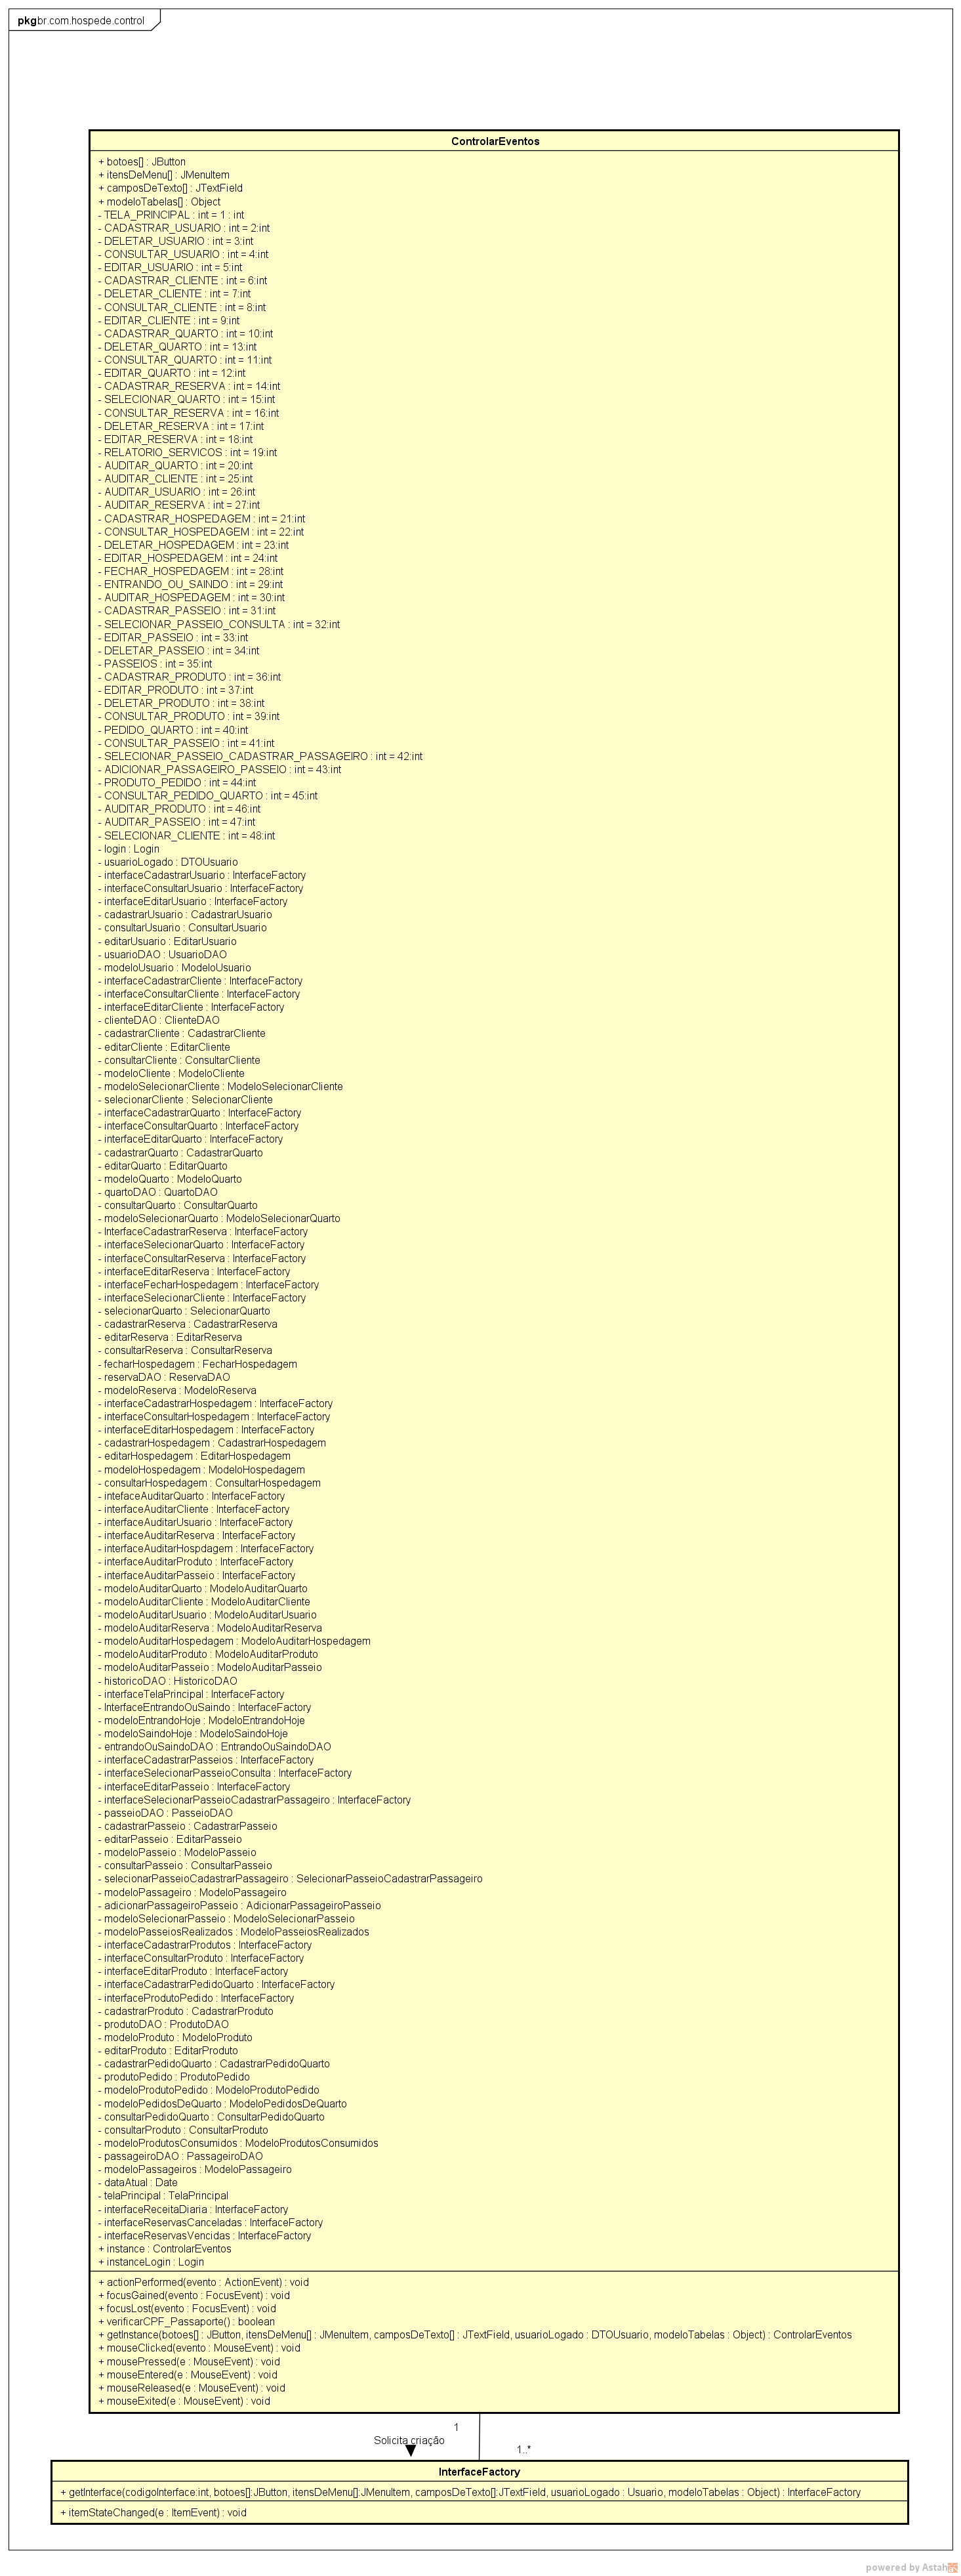 pkg br.com.hospede.control
ControlarEventos
+ botoes[] : JButton
+ itensDeMenu[] : JMenuItem
+ camposDeTexto[] : JTextField
+ modeloTabelas[] : Object
- TELA_PRINCIPAL : int = 1 : int
- CADASTRAR_USUARIO : int = 2:int
- DELETAR_USUARIO : int = 3:int
- CONSULTAR_USUARIO : int = 4:int
- EDITAR_USUARIO : int = 5:int
- CADASTRAR_CLIENTE : int = 6:int
- DELETAR_CLIENTE : int = 7:int
- CONSULTAR_CLIENTE : int = 8:int
- EDITAR_CLIENTE : int = 9:int
- CADASTRAR_QUARTO : int = 10:int
- DELETAR_QUARTO : int = 13:int
- CONSULTAR_QUARTO : int = 11:int
- EDITAR_QUARTO : int = 12:int
- CADASTRAR_RESERVA : int = 14:int
- SELECIONAR_QUARTO : int = 15:int
- CONSULTAR_RESERVA : int = 16:int
- DELETAR_RESERVA : int = 17:int
- EDITAR_RESERVA : int = 18:int
- RELATORIO_SERVICOS : int = 19:int
- AUDITAR_QUARTO : int = 20:int
- AUDITAR_CLIENTE : int = 25:int
- AUDITAR_USUARIO : int = 26:int
- AUDITAR_RESERVA : int = 27:int
- CADASTRAR_HOSPEDAGEM : int = 21:int
- CONSULTAR_HOSPEDAGEM : int = 22:int
- DELETAR_HOSPEDAGEM : int = 23:int
- EDITAR_HOSPEDAGEM : int = 24:int
- FECHAR_HOSPEDAGEM : int = 28:int
- ENTRANDO_OU_SAINDO : int = 29:int
- AUDITAR_HOSPEDAGEM : int = 30:int
- CADASTRAR_PASSEIO : int = 31:int
- SELECIONAR_PASSEIO_CONSULTA : int = 32:int
- EDITAR_PASSEIO : int = 33:int
- DELETAR_PASSEIO : int = 34:int
- PASSEIOS : int = 35:int
- CADASTRAR_PRODUTO : int = 36:int
- EDITAR_PRODUTO : int = 37:int
- DELETAR_PRODUTO : int = 38:int
- CONSULTAR_PRODUTO : int = 39:int
- PEDIDO_QUARTO : int = 40:int
- CONSULTAR_PASSEIO : int = 41:int
- SELECIONAR_PASSEIO_CADASTRAR_PASSAGEIRO : int = 42:int
- ADICIONAR_PASSAGEIRO_PASSEIO : int = 43:int
- PRODUTO_PEDIDO : int = 44:int
- CONSULTAR_PEDIDO_QUARTO : int = 45:int
- AUDITAR_PRODUTO : int = 46:int
- AUDITAR_PASSEIO : int = 47:int
- SELECIONAR_CLIENTE : int = 48:int
- login : Login
- usuarioLogado : DTOUsuario
- interfaceCadastrarUsuario : InterfaceFactory
- interfaceConsultarUsuario : InterfaceFactory
- interfaceEditarUsuario : InterfaceFactory
- cadastrarUsuario : CadastrarUsuario
- consultarUsuario : ConsultarUsuario
- editarUsuario : EditarUsuario
- usuarioDAO : UsuarioDAO
- modeloUsuario : ModeloUsuario
- interfaceCadastrarCliente : InterfaceFactory
- interfaceConsultarCliente : InterfaceFactory
- interfaceEditarCliente : InterfaceFactory
- clienteDAO : ClienteDAO
- cadastrarCliente : CadastrarCliente
- editarCliente : EditarCliente
- consultarCliente : ConsultarCliente
- modeloCliente : ModeloCliente
- modeloSelecionarCliente : ModeloSelecionarCliente
- selecionarCliente : SelecionarCliente
- interfaceCadastrarQuarto : InterfaceFactory
- interfaceConsultarQuarto : InterfaceFactory
- interfaceEditarQuarto : InterfaceFactory
- cadastrarQuarto : CadastrarQuarto
- editarQuarto : EditarQuarto
- modeloQuarto : ModeloQuarto
- quartoDAO : QuartoDAO
- consultarQuarto : ConsultarQuarto
- modeloSelecionarQuarto : ModeloSelecionarQuarto
- InterfaceCadastrarReserva : InterfaceFactory
- interfaceSelecionarQuarto : InterfaceFactory
- interfaceConsultarReserva : InterfaceFactory
- interfaceEditarReserva : InterfaceFactory
- interfaceFecharHospedagem : InterfaceFactory
- interfaceSelecionarCliente : InterfaceFactory
- selecionarQuarto : SelecionarQuarto
- cadastrarReserva : CadastrarReserva
- editarReserva : EditarReserva
- consultarReserva : ConsultarReserva
- fecharHospedagem : FecharHospedagem
- reservaDAO : ReservaDAO
- modeloReserva : ModeloReserva
- interfaceCadastrarHospedagem : InterfaceFactory
- interfaceConsultarHospedagem : InterfaceFactory
- interfaceEditarHospedagem : InterfaceFactory
- cadastrarHospedagem : CadastrarHospedagem
- editarHospedagem : EditarHospedagem
- modeloHospedagem : ModeloHospedagem
- consultarHospedagem : ConsultarHospedagem
- intefaceAuditarQuarto : InterfaceFactory
- interfaceAuditarCliente : InterfaceFactory
- interfaceAuditarUsuario : InterfaceFactory
- interfaceAuditarReserva : InterfaceFactory
- interfaceAuditarHospdagem : InterfaceFactory
- interfaceAuditarProduto : InterfaceFactory
- interfaceAuditarPasseio : InterfaceFactory
- modeloAuditarQuarto : ModeloAuditarQuarto
- modeloAuditarCliente : ModeloAuditarCliente
- modeloAuditarUsuario : ModeloAuditarUsuario
- modeloAuditarReserva : ModeloAuditarReserva
- modeloAuditarHospedagem : ModeloAuditarHospedagem
- modeloAuditarProduto : ModeloAuditarProduto
- modeloAuditarPasseio : ModeloAuditarPasseio
- historicoDAO : HistoricoDAO
- interfaceTelaPrincipal : InterfaceFactory
- InterfaceEntrandoOuSaindo : InterfaceFactory
- modeloEntrandoHoje : ModeloEntrandoHoje
- modeloSaindoHoje : ModeloSaindoHoje
- entrandoOuSaindoDAO : EntrandoOuSaindoDAO
- interfaceCadastrarPasseios : InterfaceFactory
- interfaceSelecionarPasseioConsulta : InterfaceFactory
- interfaceEditarPasseio : InterfaceFactory
- interfaceSelecionarPasseioCadastrarPassageiro : InterfaceFactory
- passeioDAO : PasseioDAO
- cadastrarPasseio : CadastrarPasseio
- editarPasseio : EditarPasseio
- modeloPasseio : ModeloPasseio
- consultarPasseio : ConsultarPasseio
- selecionarPasseioCadastrarPassageiro : SelecionarPasseioCadastrarPassageiro
- modeloPassageiro : ModeloPassageiro
- adicionarPassageiroPasseio : AdicionarPassageiroPasseio
- modeloSelecionarPasseio : ModeloSelecionarPasseio
- modeloPasseiosRealizados : ModeloPasseiosRealizados
- interfaceCadastrarProdutos : InterfaceFactory
- interfaceConsultarProduto : InterfaceFactory
- interfaceEditarProduto : InterfaceFactory
- interfaceCadastrarPedidoQuarto : InterfaceFactory
- interfaceProdutoPedido : InterfaceFactory
- cadastrarProduto : CadastrarProduto
- produtoDAO : ProdutoDAO
- modeloProduto : ModeloProduto
- editarProduto : EditarProduto
- cadastrarPedidoQuarto : CadastrarPedidoQuarto
- produtoPedido : ProdutoPedido
- modeloProdutoPedido : ModeloProdutoPedido
- modeloPedidosDeQuarto : ModeloPedidosDeQuarto
- consultarPedidoQuarto : ConsultarPedidoQuarto
- consultarProduto : ConsultarProduto
- modeloProdutosConsumidos : ModeloProdutosConsumidos
- passageiroDAO : PassageiroDAO
- modeloPassageiros : ModeloPassageiro
- dataAtual : Date
- telaPrincipal : TelaPrincipal
- interfaceReceitaDiaria : InterfaceFactory
- interfaceReservasCanceladas : InterfaceFactory
- interfaceReservasVencidas : InterfaceFactory
+ instance : ControlarEventos
+ instanceLogin : Login
+ actionPerformed(evento : ActionEvent) : void
+ focusGained(evento : FocusEvent) : void
+ focusLost(evento : FocusEvent) : void
+ verificarCPF_Passaporte() : boolean
+ getInstance(botoes[] : JButton, itensDeMenu[] : JMenuItem, camposDeTexto[] : JTextField, usuarioLogado : DTOUsuario, modeloTabelas : Object) : ControlarEventos
+ mouseClicked(evento : MouseEvent) : void
+ mousePressed(e : MouseEvent) : void
+ mouseEntered(e : MouseEvent) : void
+ mouseReleased(e : MouseEvent) : void
+ mouseExited(e : MouseEvent) : void
1
Solicita criação
1..*
InterfaceFactory
+ getInterface(codigoInterface:int, botoes[]:JButton, itensDeMenu[]:JMenuItem, camposDeTexto[]:JTextField, usuarioLogado : Usuario, modeloTabelas : Object) : InterfaceFactory
+ itemStateChanged(e : ItemEvent) : void
powered by Astah